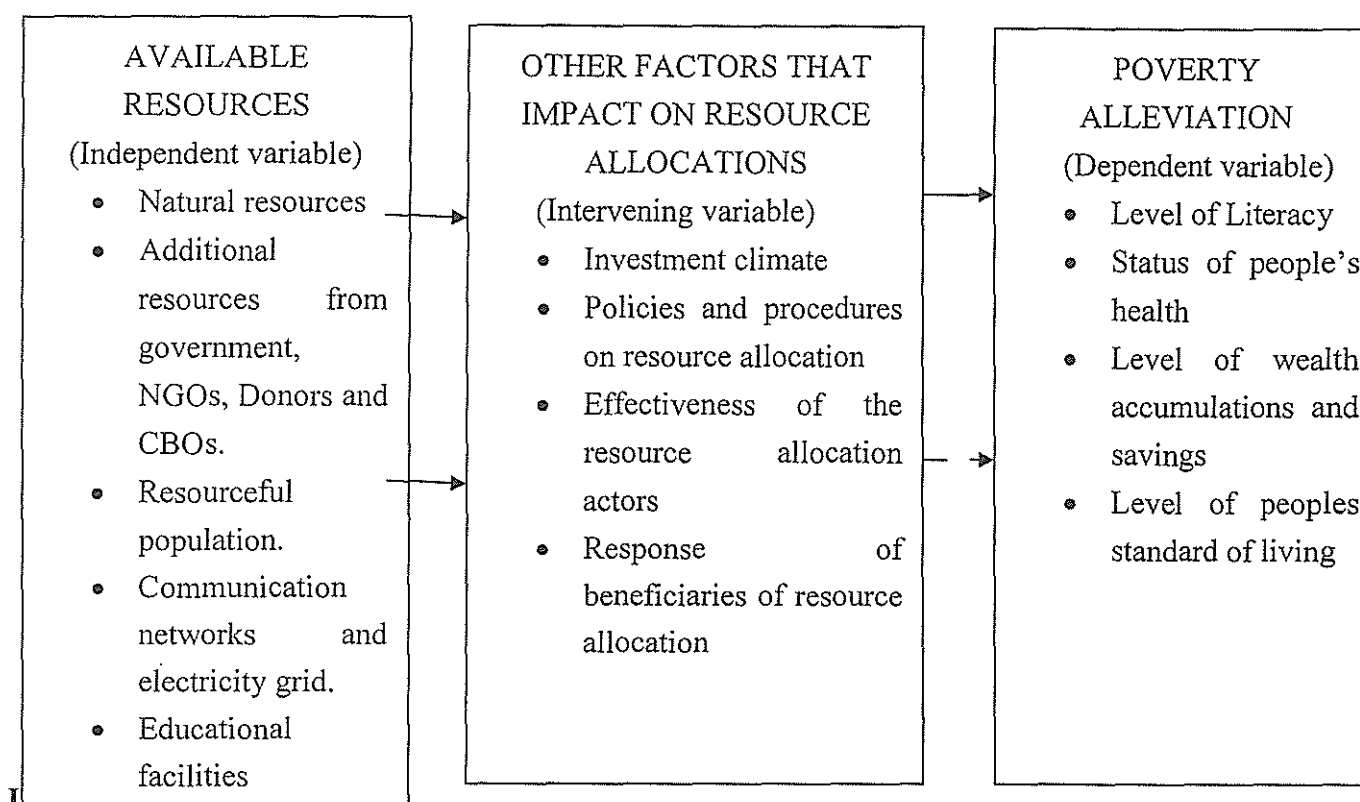 AVAILABLE
RESOURCES
(Independent variable)
• Natural resources
• Additional
resources from
government,
NGOs, Donors and
CBOs.
• Resourceful
population.
• Communication
networks and
electricity grid.
• Educational
facilities
OTHER FACTORS THAT
IMPACT ON RESOURCE
ALLOCATIONS
(Intervening variable)
• Investment climate
• Policies and procedures
on resource allocation
• Effectiveness of the
resource allocation
actors
• Response of
beneficiaries of resource
allocation
POVERTY
ALLEVIATION
(Dependent variable)
• Level of Literacy
• Status of people's
health
• Level of wealth
accumulations and
savings
• Level of peoples
standard of living